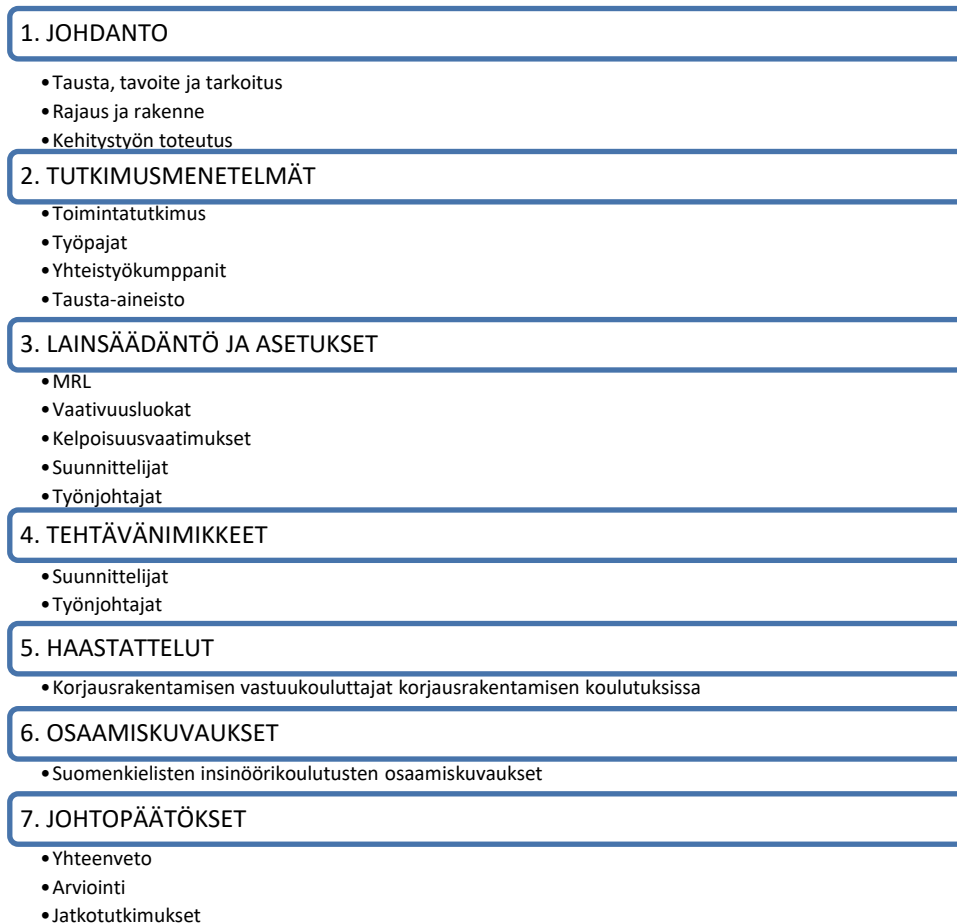 1. JOHDANTO
•Tausta, tavoite ja tarkoitus
•Rajaus ja rakenne
•Kehitystyön toteutus
2. TUTKIMUSMENETELMÄT
•Toimintatutkimus
•Työpajat
•Yhteistyökumppanit
•Tausta-aineisto
3. LAINSÄÄDÄNTÖ JA ASETUKSET
•MRL
•Vaativuusluokat
•Kelpoisuusvaatimukset
•Suunnittelijat
•Työnjohtajat
4. TEHTÄVÄNIMIKKEET
•Suunnittelijat
•Työnjohtajat
5. HAASTATTELUT
•Korjausrakentamisen vastuukouluttajat korjausrakentamisen koulutuksissa
6. OSAAMISKUVAUKSET
•Suomenkielisten insinöörikoulutusten osaamiskuvaukset
7. JOHTOPÄÄTÖKSET
•Yhteenveto
•Arviointi
•Jatkotutkimukset